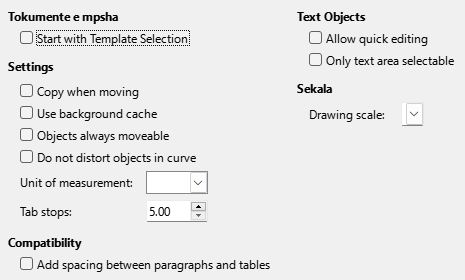 Tokumente e mpsha
Start with Template Selection
Settings
Copy when moving
Use background cache
Objects always moveable
Do not distort objects in curve
Unit of measurement:
Tab stops: 5.00
Compatibility
Add spacing between paragraphs and tables
Text Objects
Allow quick editing
Only text area selectable
Sekala
Drawing scale: